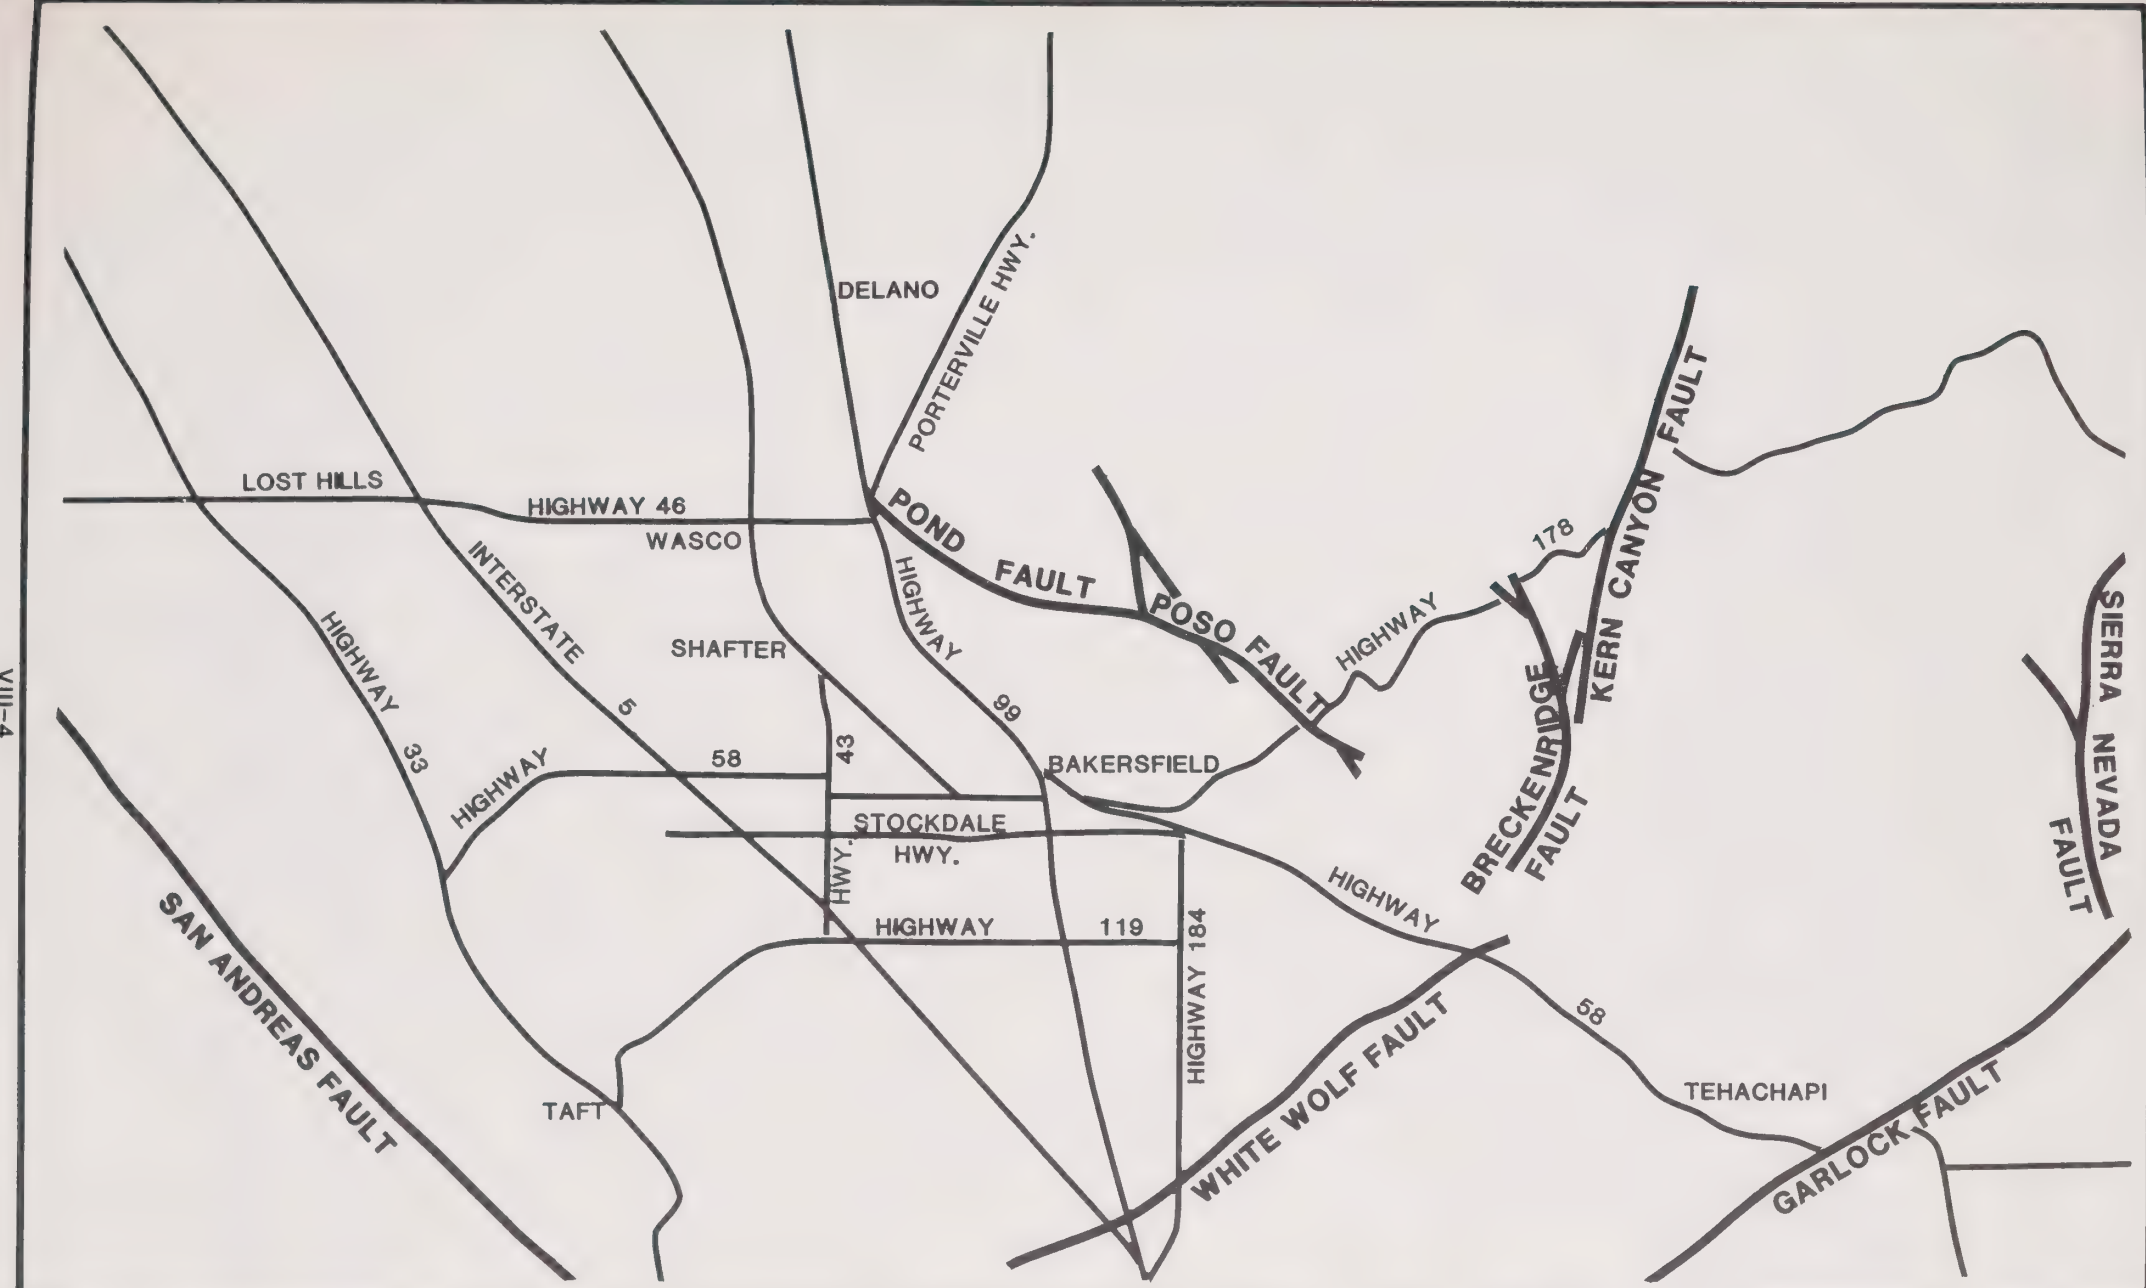 DELANO
PORTERVILLE HWY.
LOST HILLS
HIGHWAY 46
WASCO
POND FAULT
POSO FAULT
INTERSTATE 5
HIGHWAY 99
HIGHWAY 33
SHAFTER
HIGHWAY 58
43
HWY.
BAKERSFIELD
STOCKDALE
HWY.
HIGHWAY 119
HIGHWAY 184
HIGHWAY 178
KERN CANYON FAULT
BRECKENRIDGE
FAULT
SIERRA NEVADA
FAULT
HIGHWAY 58
SAN ANDREAS FAULT
TAFT
WHITE WOLF FAULT
TEHACHAPI
GARLOCK FAULT
VIII-4